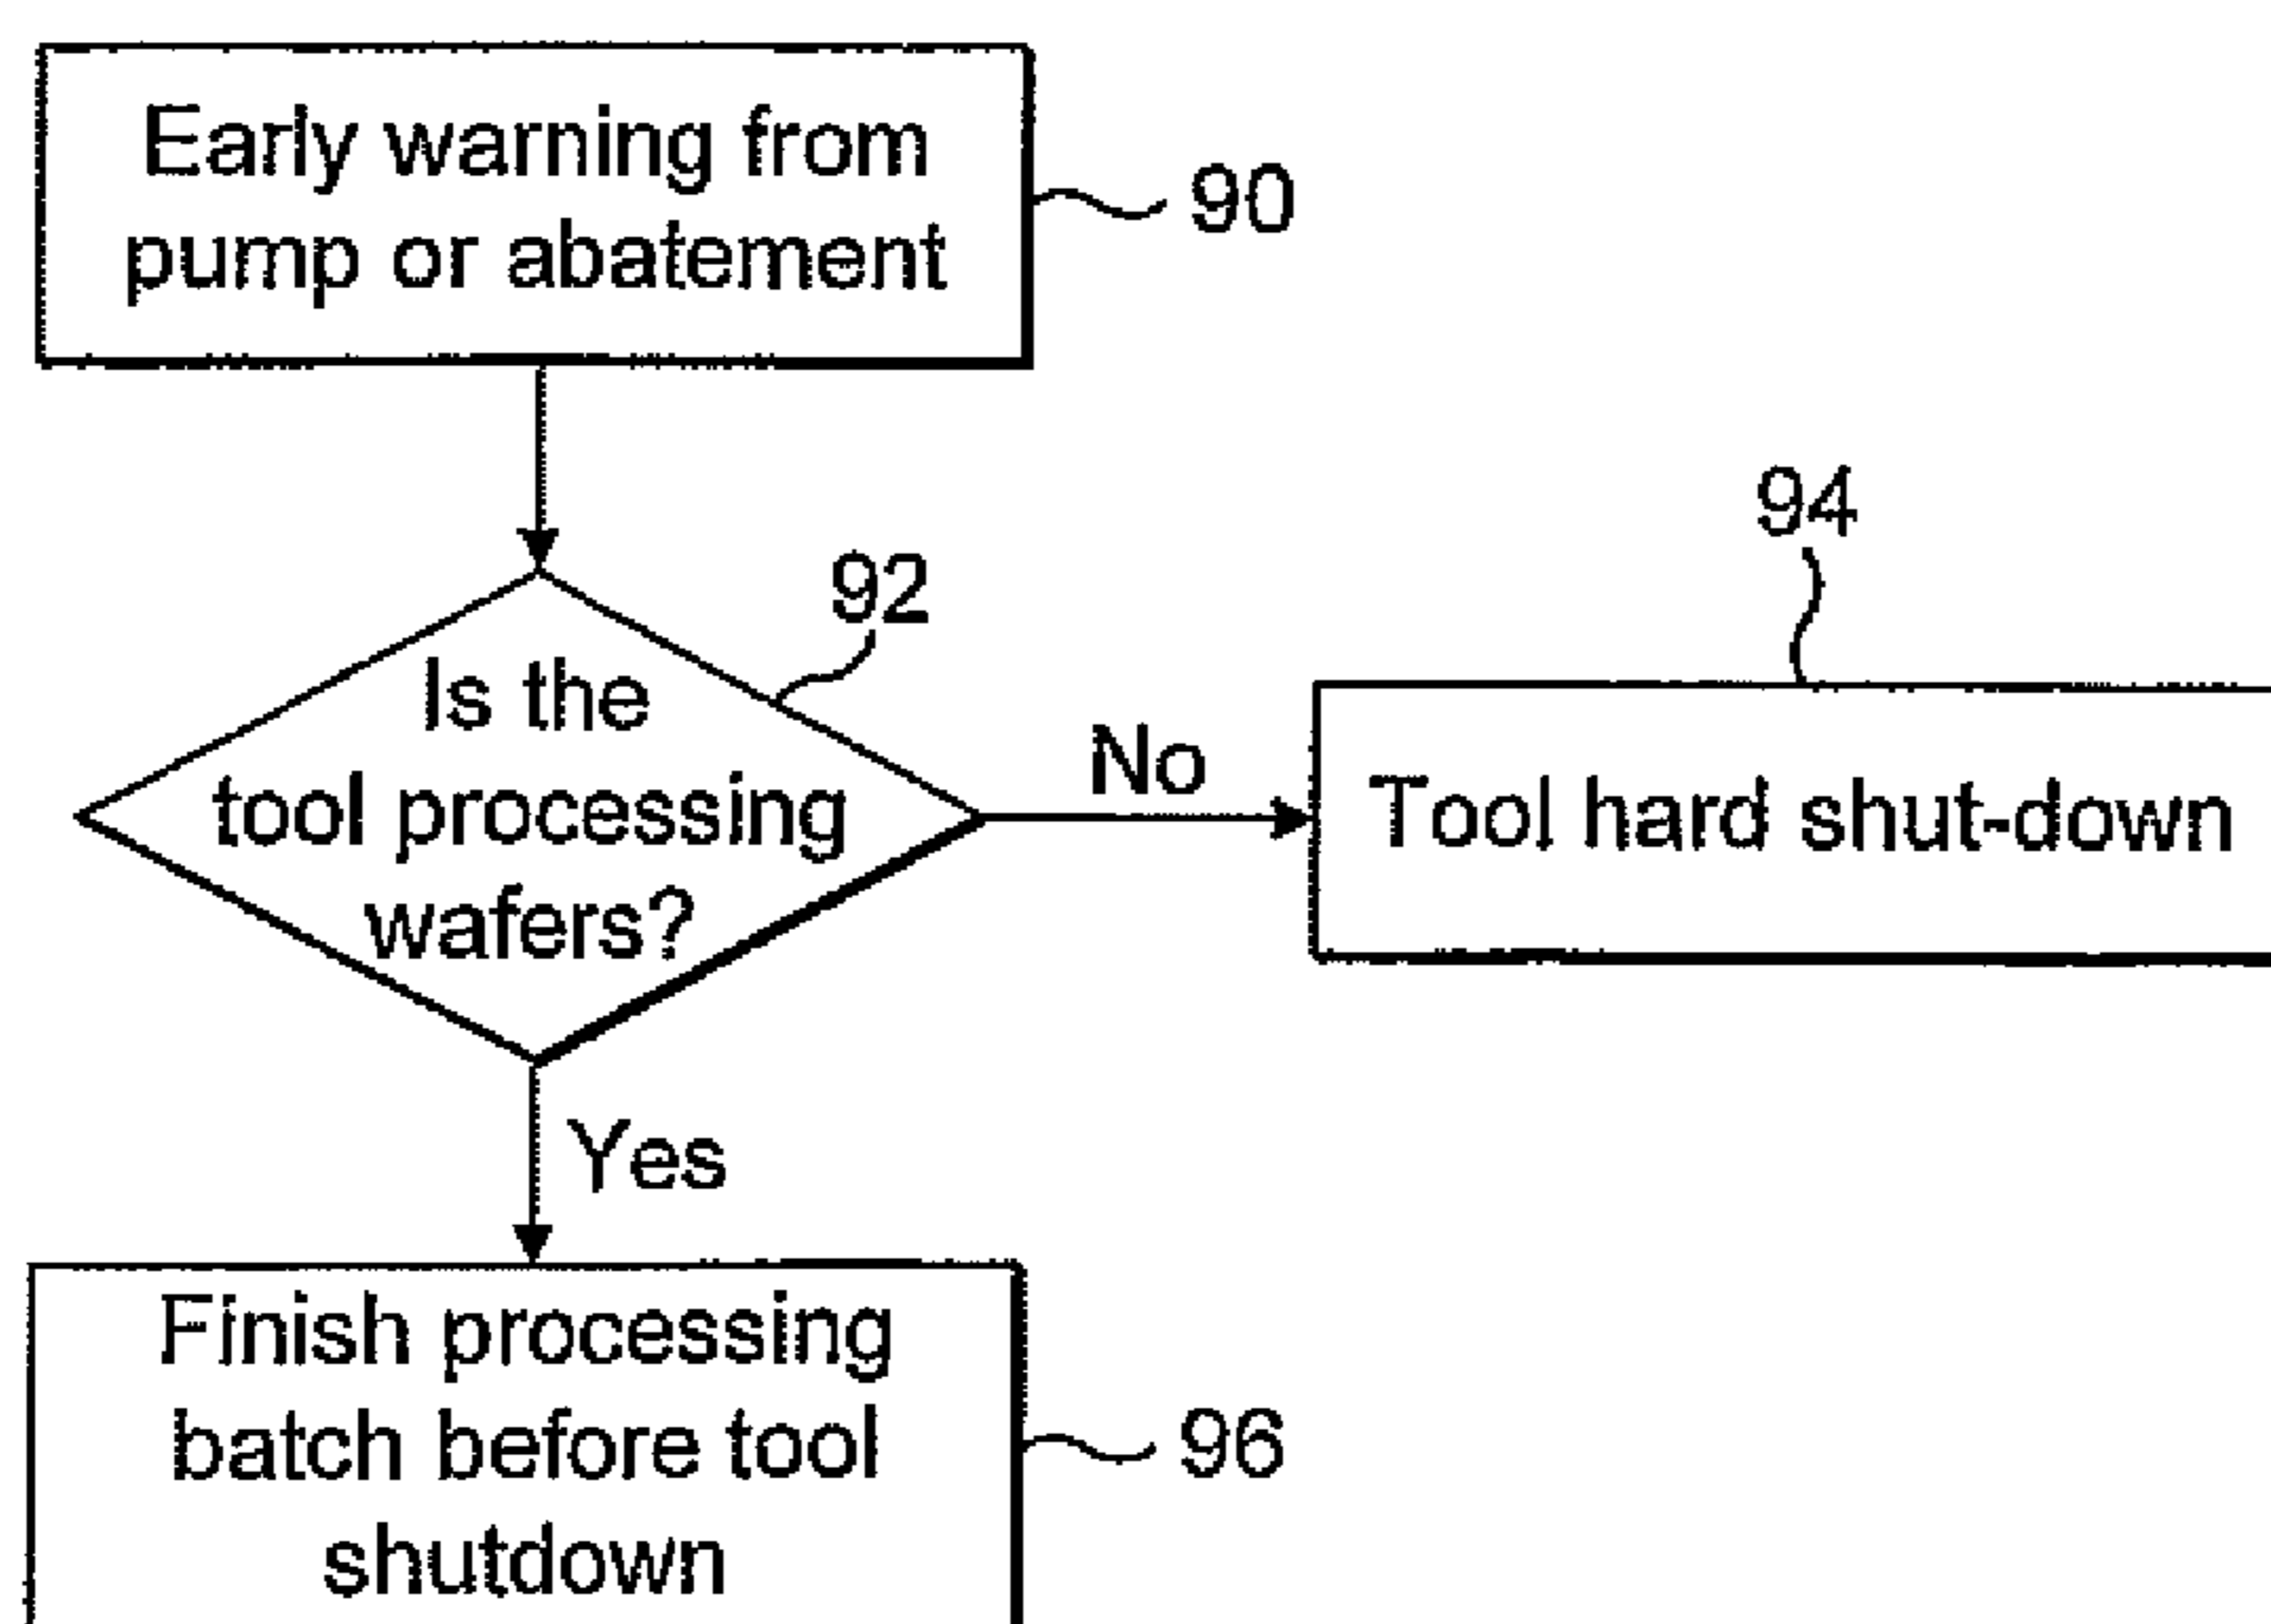 Early warning from
pump or abatement
90
92
94
Is the
tool processing
wafers?
No
Tool hard shut-down
Yes
Finish processing
batch before tool
shutdown
96